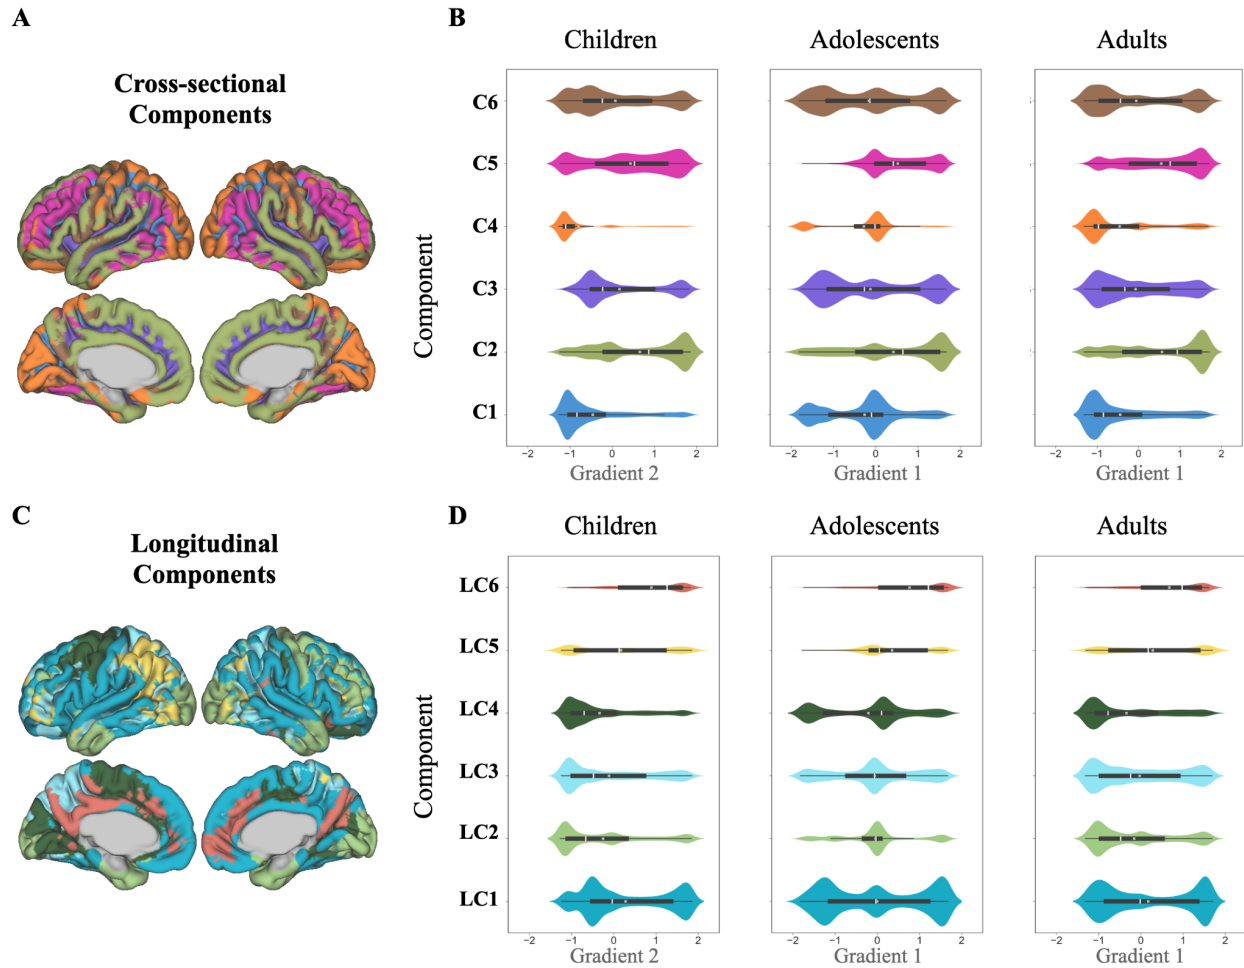 A
Cross-sectional
Components
B
Children
Adolescents
Adults
Component
C6
C5
C4
C3
C2
C1
−2 −1 0 1 2
−2 −1 0 1 2
−2 −1 0 1 2
Gradient 2
Gradient 1
Gradient 1
C
Longitudinal
Components
D
Children
Adolescents
Adults
Component
LC6
LC5
LC4
LC3
LC2
LC1
−2 −1 0 1 2
−2 −1 0 1 2
−2 −1 0 1 2
Gradient 2
Gradient 1
Gradient 1